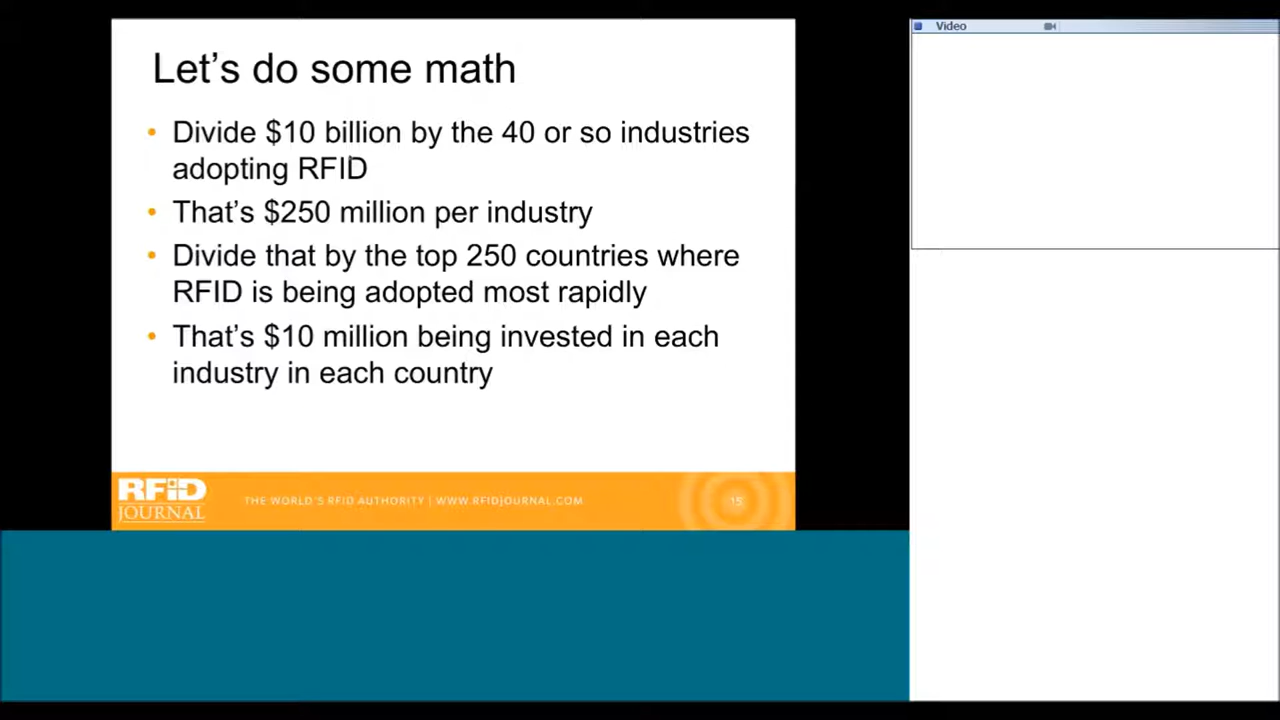 Let's do some math
• Divide $10 billion by the 40 or so industries
adopting RFID
• That's $250 million per industry
• Divide that by the top 250 countries where
RFID is being adopted most rapidly
• That's $10 million being invested in each
industry in each country
RFID
JOURNAL
THE WORLD'S RFID AUTHORITY | WWW.RFIDJOURNAL.COM
15
Video